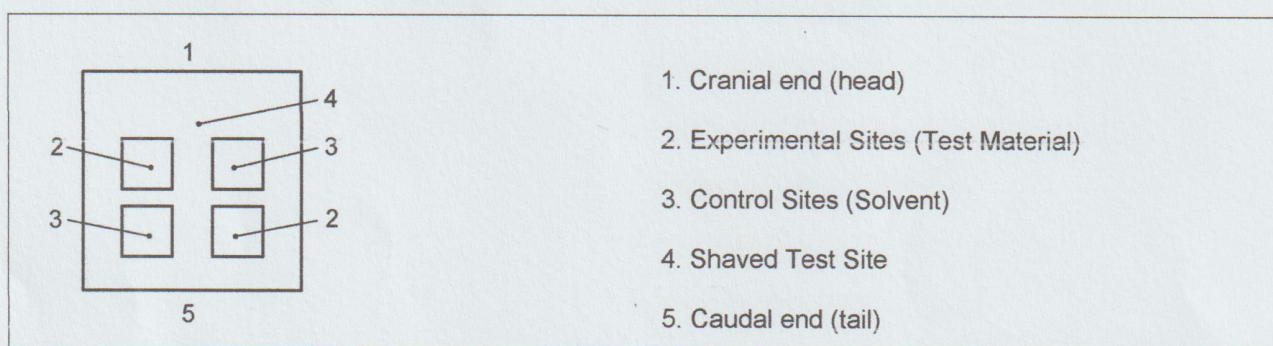 1
4
2
3
3
2
5
1. Cranial end (head)
2. Experimental Sites (Test Material)
3. Control Sites (Solvent)
4. Shaved Test Site
5. Caudal end (tail)